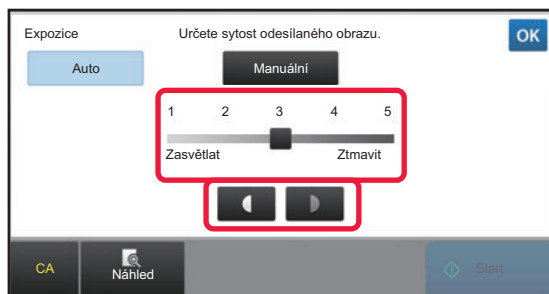 Expozice
Určete sytost odesílaného obrazu.
OK
Auto
Manuální
1 2 3 4 5
Zasvětlat
Ztmavit
CA
Náhled
Start